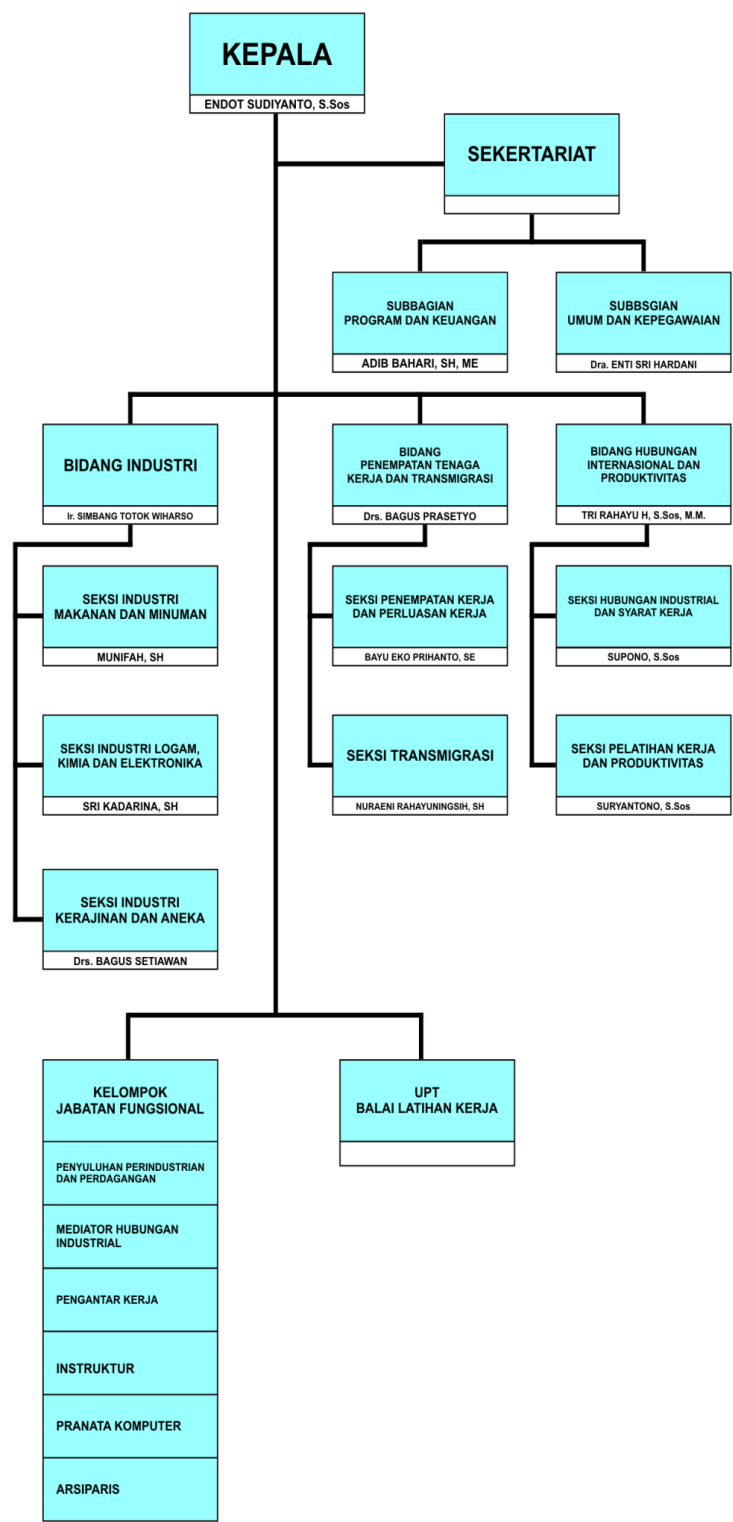 KEPALA
ENDOT SUDIYANTO, S.Sos
SEKERTARIAT
SUBBAGIAN
PROGRAM DAN KEUANGAN
ADIB BAHARI, SH, ME
SUBBSGIAN
UMUM DAN KEPEGAWAIAN
Dra. ENTI SRI HARDANI
BIDANG INDUSTRI
Ir. SIMBANG TOTOK WIHARSO
BIDANG
PENEMPATAN TENAGA
KERJA DAN TRANSMIGRASI
Drs. BAGUS PRASETYO
BIDANG HUBUNGAN
INTERNASIONAL DAN
PRODUKTIVITAS
TRI RAHAYU H, S.Sos, M.M.
SEKSI INDUSTRI
MAKANAN DAN MINUMAN
MUNIFAH, SH
SEKSI PENEMPATAN KERJA
DAN PERLUASAN KERJA
BAYU EKO PRIHANTO, SE
SEKSI HUBUNGAN INDUSTRIAL
DAN SYARAT KERJA
SUPONO, S.Sos
SEKSI INDUSTRI LOGAM,
KIMIA DAN ELEKTRONIKA
SRI KADARINA, SH
SEKSI TRANSMIGRASI
NURAENI RAHAYUNINGSIH, SH
SEKSI PELATIHAN KERJA
DAN PRODUKTIVITAS
SURYANTONO, S.Sos
SEKSI INDUSTRI
KERAJINAN DAN ANEKA
Drs. BAGUS SETIAWAN
KELOMPOK
JABATAN FUNGSIONAL
PENYULUHAN PERINDUSTRIAN
DAN PERDAGANGAN
MEDIATOR HUBUNGAN
INDUSTRIAL
PENGANTAR KERJA
INSTRUKTUR
PRANATA KOMPUTER
ARSIPARIS
UPT
BALAI LATIHAN KERJA